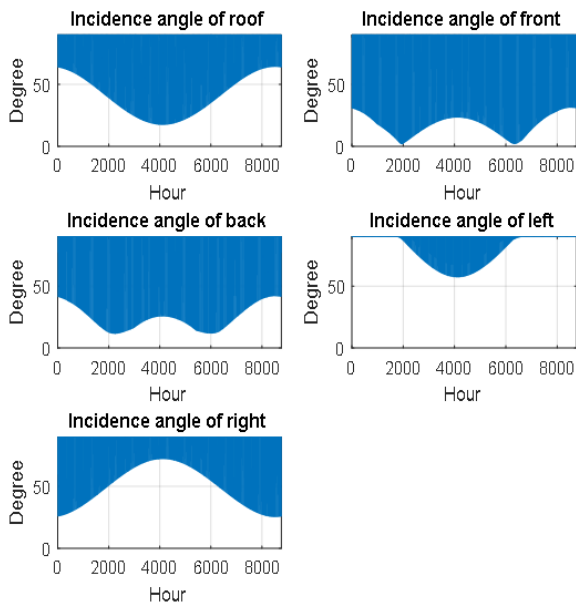 Incidence angle of roof
Degree
50
0
0 2000 4000 6000 8000
Hour
Incidence angle of front
Degree
50
0
0 2000 4000 6000 8000
Hour
Incidence angle of back
Degree
50
0
0 2000 4000 6000 8000
Hour
Incidence angle of left
Degree
50
0
0 2000 4000 6000 8000
Hour
Incidence angle of right
Degree
50
0
0 2000 4000 6000 8000
Hour